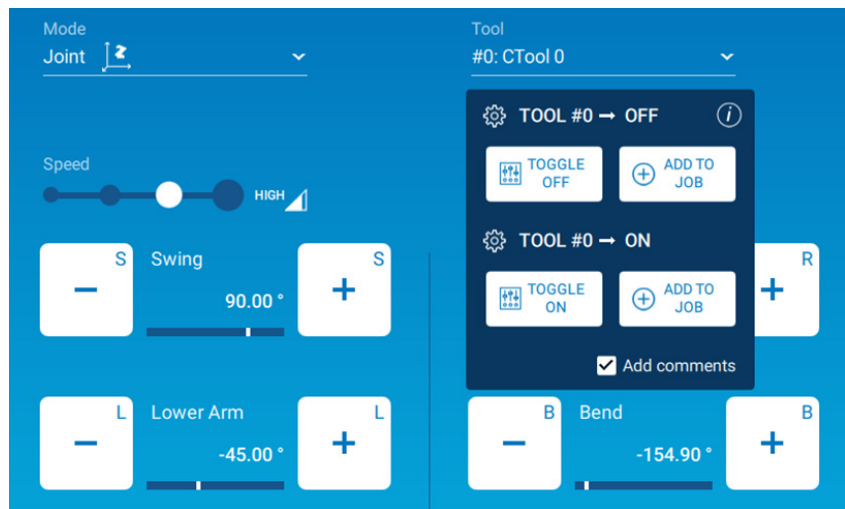 Mode
Joint
Tool
#0: CTool 0
TOOL #0 → OFF
i
TOGGLE
OFF
ADD TO
JOB
Speed
HIGH
TOOL #0 → ON
TOGGLE
ON
ADD TO
JOB
Add comments
S
Swing
90.00 °
S
R
L
Lower Arm
-45.00 °
L
B
Bend
-154.90 °
B